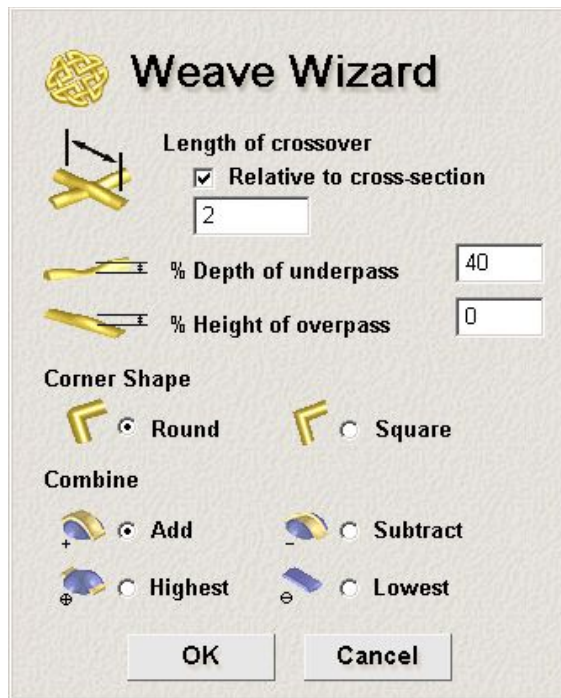 Weave Wizard
Length of crossover
Relative to cross-section
2
% Depth of underpass 40
% Height of overpass 0
Corner Shape
Round Square
Combine
Add Subtract
Highest Lowest
OK Cancel